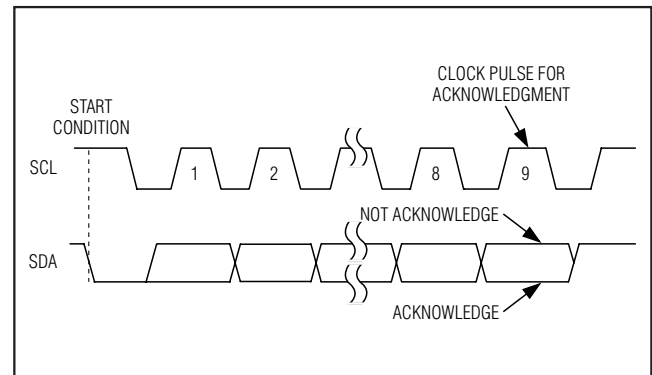 CLOCK PULSE FOR
ACKNOWLEDGMENT
START
CONDITION
SCL
1 2 8 9
NOT ACKNOWLEDGE
SDA
ACKNOWLEDGE